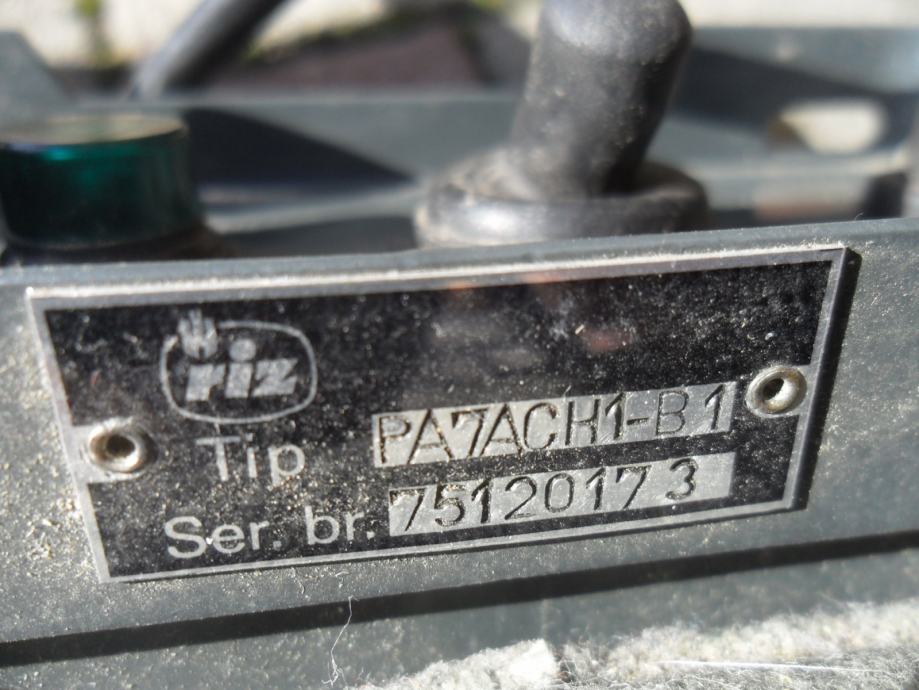 riz
Tip PA7ACH1-B1
Ser. br. 75120173